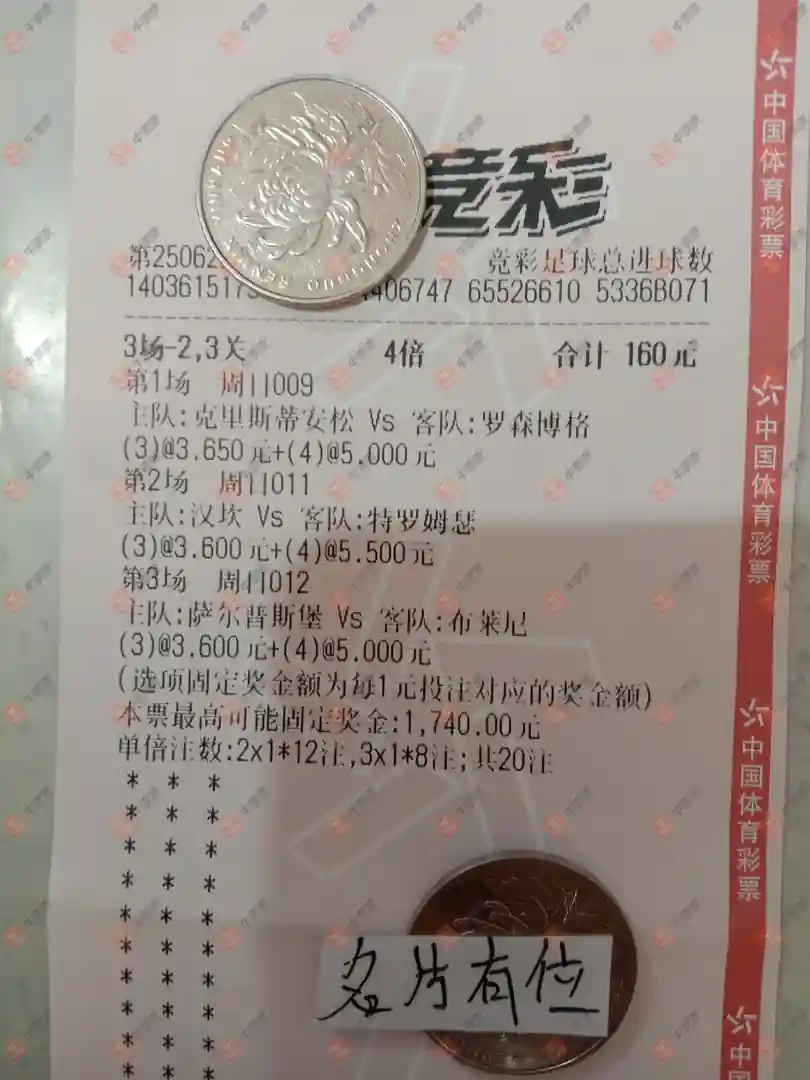 竞彩
第25062 竞彩足球总进球数
1403615173 406747 65526610 5336B071
3场-2,3关 4倍 合计 160元
第1场 周日009
主队:克里斯蒂安松 Vs 客队:罗森博格
(3)@3.650元+(4)@5.000元
第2场 周日011
主队:汉坎 Vs 客队:特罗姆瑟
(3)@3.600元+(4)@5.500元
第3场 周日012
主队:萨尔普斯堡 Vs 客队:布莱尼
(3)@3.600元+(4)@5.000元
(选项固定奖金额为每1元投注对应的奖金额)
本票最高可能固定奖金:1,740.00元
单倍注数:2x1*12注,3x1*8注;共20注
* * *
* * *
* * *
* * *
* * *
* * *
* * *
* * *
* * *
* * *
名片有位
中国体育彩票
中国体育彩票
中国体育彩票
中国